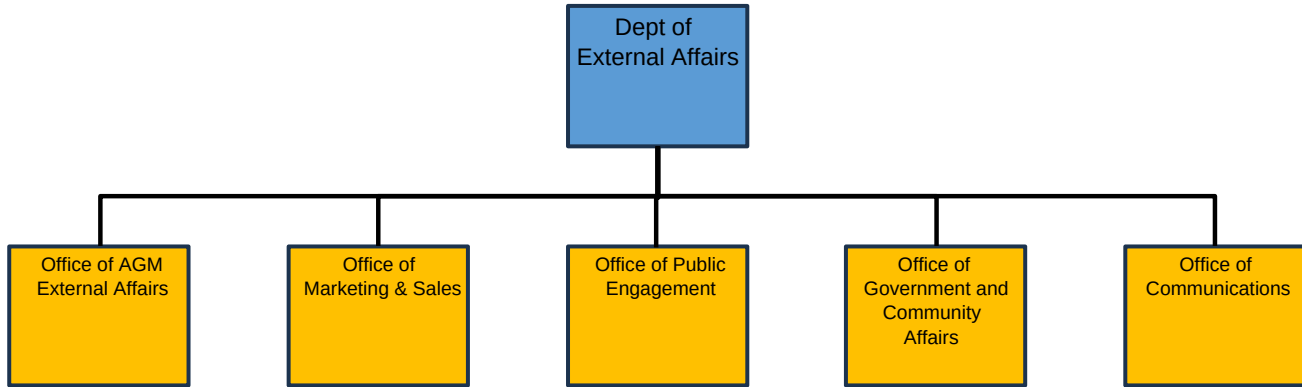 Dept of
External Affairs
Office of AGM
External Affairs
Office of
Marketing & Sales
Office of Public
Engagement
Office of
Government and
Community
Affairs
Office of
Communications